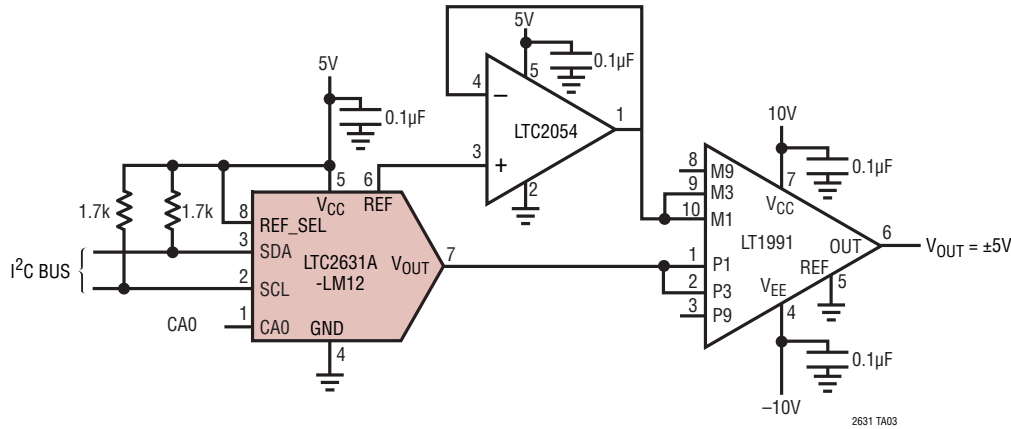 5V
0.1µF
4
–
5
1
LTC2054
3
+
2
5V
0.1µF
1.7k
1.7k
5
6
VCC
REF
8
REF_SEL
3
SDA
I²C BUS
2
SCL
CA0
1
CA0
LTC2631A
-LM12
VOUT
7
GND
4
10V
0.1µF
7
8
M9
9
M3
10
M1
VCC
LT1991
OUT
6
VOUT = ±5V
1
P1
2
P3
3
P9
REF
5
VEE
4
0.1µF
–10V
2631 TA03